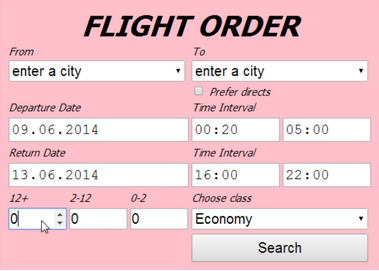 FLIGHT ORDER
From To
enter a city enter a city
Prefer directs
Departure Date Time Interval
09.06.2014 00:20 05:00
Return Date Time Interval
13.06.2014 16:00 22:00
12+ 2-12 0-2 Choose class
0 0 0 Economy
Search